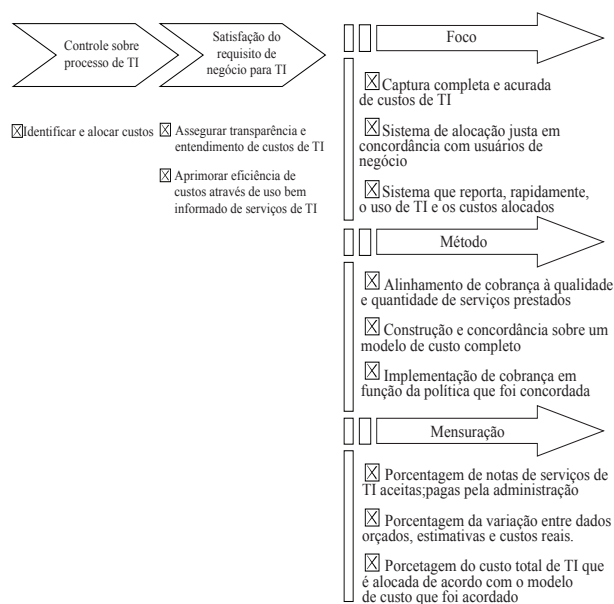 Controle sobre
processo de TI
Satisfação do
requisito de
negócio para TI
Identificar e alocar custos
Assegurar transparência e
entendimento de custos de TI
Aprimorar eficiência de
custos através de uso bem
informado de serviços de TI
Foco
Captura completa e acurada
de custos de TI
Sistema de alocação justa em
concordância com usuários de
negócio
Sistema que reporta, rapidamente,
o uso de TI e os custos alocados
Método
Alinhamento de cobrança à qualidade
e quantidade de serviços prestados
Construção e concordância sobre um
modelo de custo completo
Implementação de cobrança em
função da política que foi concordada
Mensuração
Porcentagem de notas de serviços de
TI aceitas;pagas pela administração
Porcentagem da variação entre dados
orçados, estimativas e custos reais.
Porcetagem do custo total de TI que
é alocada de acordo com o modelo
de custo que foi acordado